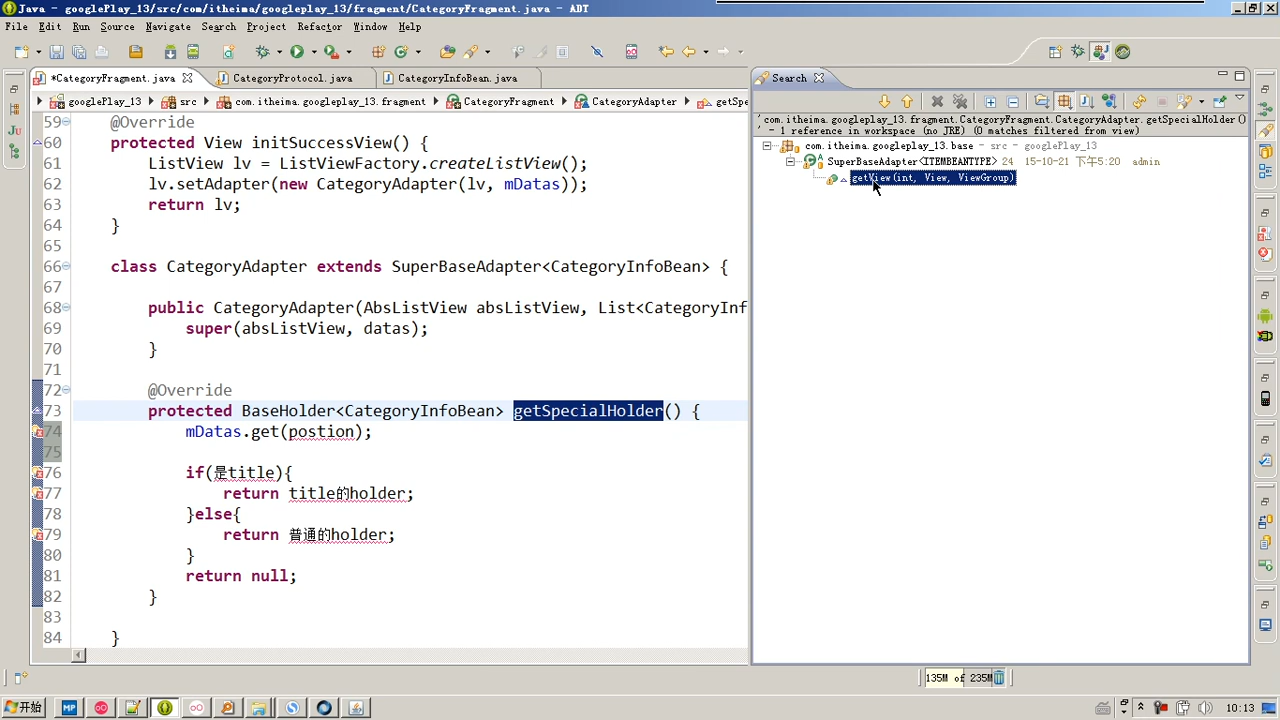 Java - googlePlay_13/src/com/itheima/googleplay_13/fragment/CategoryFragment.java - ADT
File Edit Run Source Navigate Search Project Refactor Window Help
*CategoryFragment.java CategoryProtocol.java CategoryInfoBean.java
googlePlay_13 src com.itheima.googleplay_13.fragment CategoryFragment CategoryAdapter getSpe
59 @Override
60 protected View initSuccessView() {
61 ListView lv = ListViewFactory.createListView();
62 lv.setAdapter(new CategoryAdapter(lv, mDatas));
63 return lv;
64 }
65
66 class CategoryAdapter extends SuperBaseAdapter<CategoryInfoBean> {
67
68 public CategoryAdapter(AbsListView absListView, List<CategoryInf
69 super(absListView, datas);
70 }
71
72 @Override
73 protected BaseHolder<CategoryInfoBean> getSpecialHolder() {
74 mDatas.get(postion);
75
76 if(是title){
77 return title的holder;
78 }else{
79 return 普通的holder;
80 }
81 return null;
82 }
83
84 }
Search
'com.itheima.googleplay_13.fragment.CategoryFragment.CategoryAdapter.getSpecialHolder()
' - 1 reference in workspace (no JRE) (0 matches filtered from view)
com.itheima.googleplay_13.base - src - googlePlay_13
SuperBaseAdapter<ITEMBEANTYPE> 24 15-10-21 下午5:20 admin
getView(int, View, ViewGroup)
135M of 235M
开始
10:13